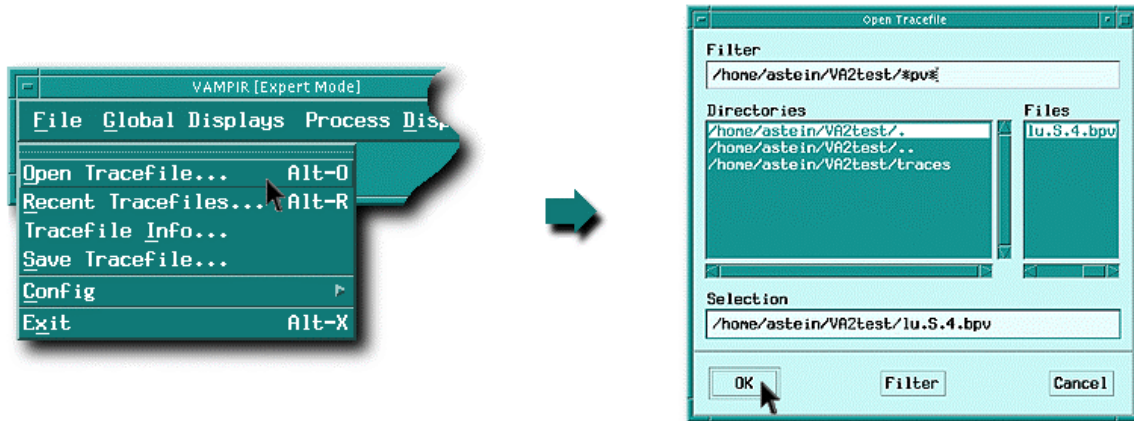 VAMPIR [Expert Mode]
File Global Displays Process Disp
Open Tracefile... Alt-O
Recent Tracefiles... Alt-R
Tracefile Info...
Save Tracefile...
Config
Exit Alt-X
Open Tracefile
Filter
/home/astein/VA2test/*pv*
Directories Files
/home/astein/VA2test/. lu.S.4.bpv
/home/astein/VA2test/..
/home/astein/VA2test/traces
Selection
/home/astein/VA2test/lu.S.4.bpv
OK Filter Cancel